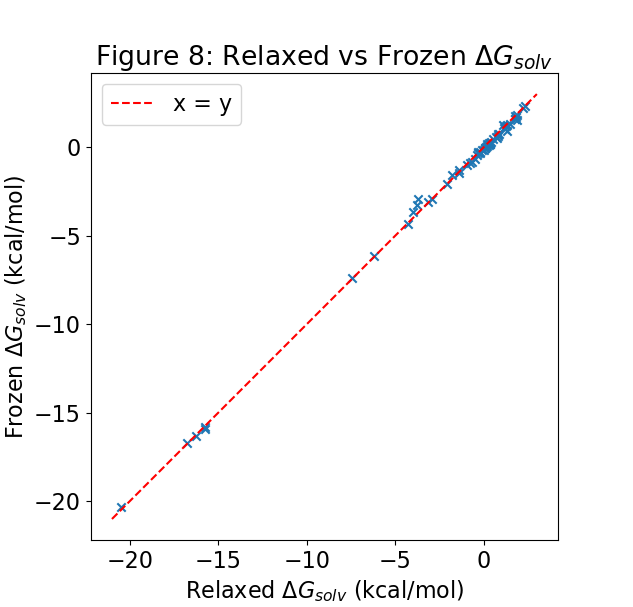 Figure 8: Relaxed vs Frozen ΔG_solv
x = y
Frozen ΔG_solv (kcal/mol)
0
−5
−10
−15
−20
−20 −15 −10 −5 0
Relaxed ΔG_solv (kcal/mol)